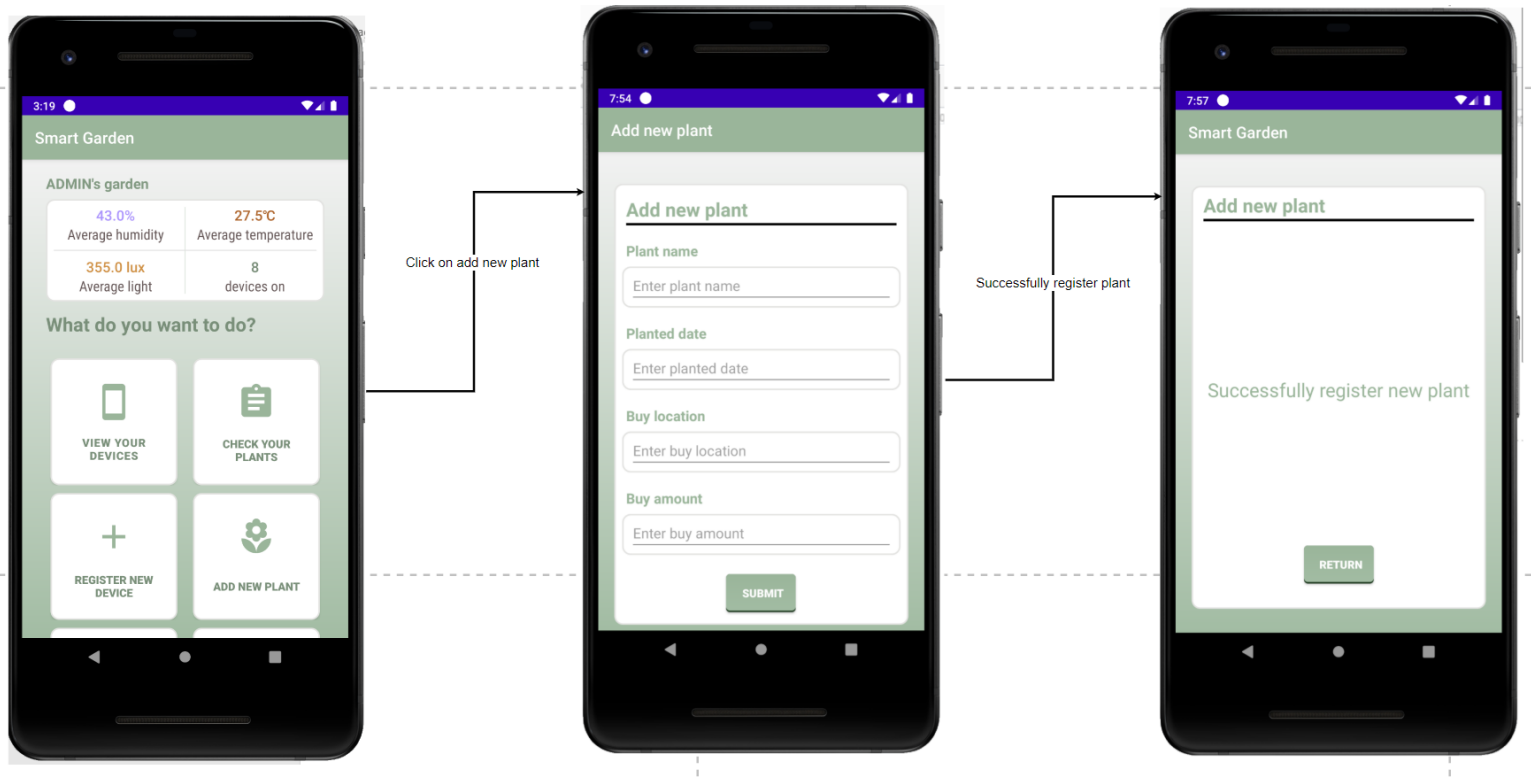 3:19
Smart Garden
ADMIN's garden
43.0%
Average humidity
27.5°C
Average temperature
355.0 lux
Average light
8
devices on
What do you want to do?
VIEW YOUR
DEVICES
CHECK YOUR
PLANTS
REGISTER NEW
DEVICE
ADD NEW PLANT
Click on add new plant
7:54
Add new plant
Add new plant
Plant name
Enter plant name
Planted date
Enter planted date
Buy location
Enter buy location
Buy amount
Enter buy amount
SUBMIT
Successfully register plant
7:57
Smart Garden
Add new plant
Successfully register new plant
RETURN